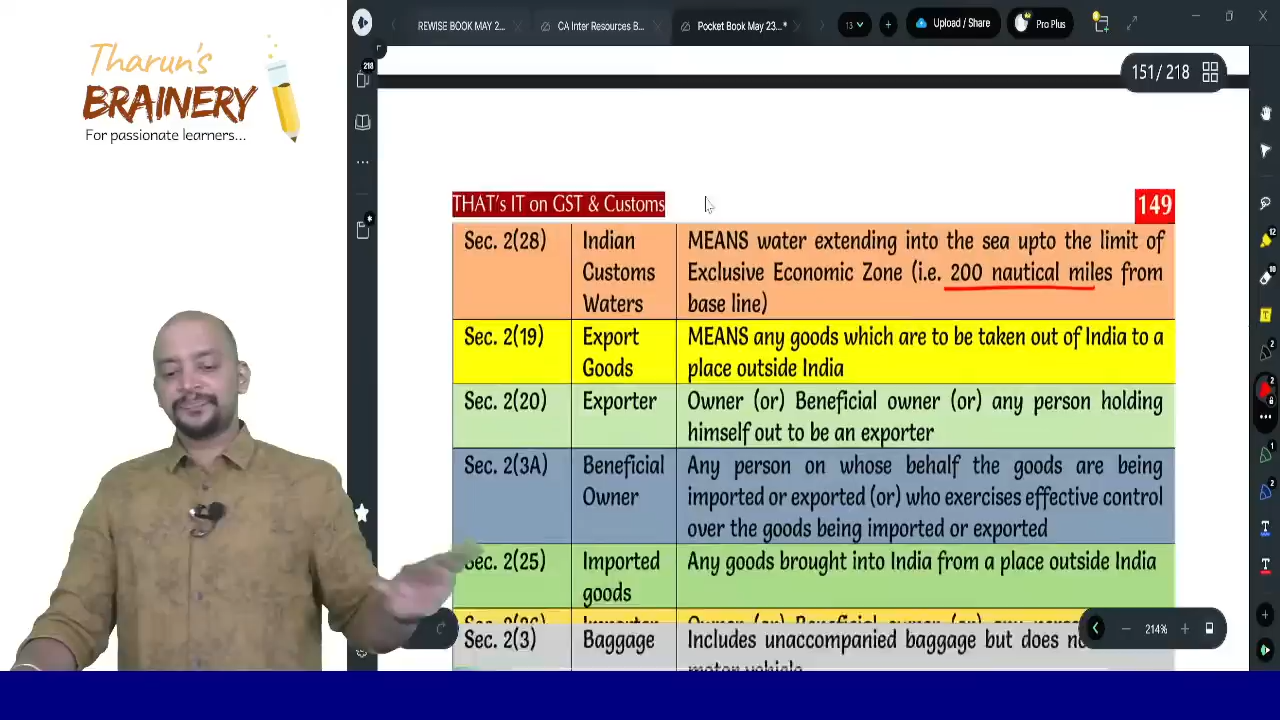 Tharun's
BRAINERY
For passionate learners...
REWISE BOOK MAY 2...
CA Inter Resources B...
Pocket Book May 23...*
13
Upload / Share
Pro Plus
218
151 / 218
THAT's IT on GST & Customs
149
Sec. 2(28) Indian Customs Waters MEANS water extending into the sea upto the limit of
Exclusive Economic Zone (i.e. 200 nautical miles from
base line)
Sec. 2(19) Export Goods MEANS any goods which are to be taken out of India to a
place outside India
Sec. 2(20) Exporter Owner (or) Beneficial owner (or) any person holding
himself out to be an exporter
Sec. 2(3A) Beneficial Owner Any person on whose behalf the goods are being
imported or exported (or) who exercises effective control
over the goods being imported or exported
Sec. 2(25) Imported goods Any goods brought into India from a place outside India
Sec. 2(3) Baggage Includes unaccompanied baggage but does
motor vehicle
214%